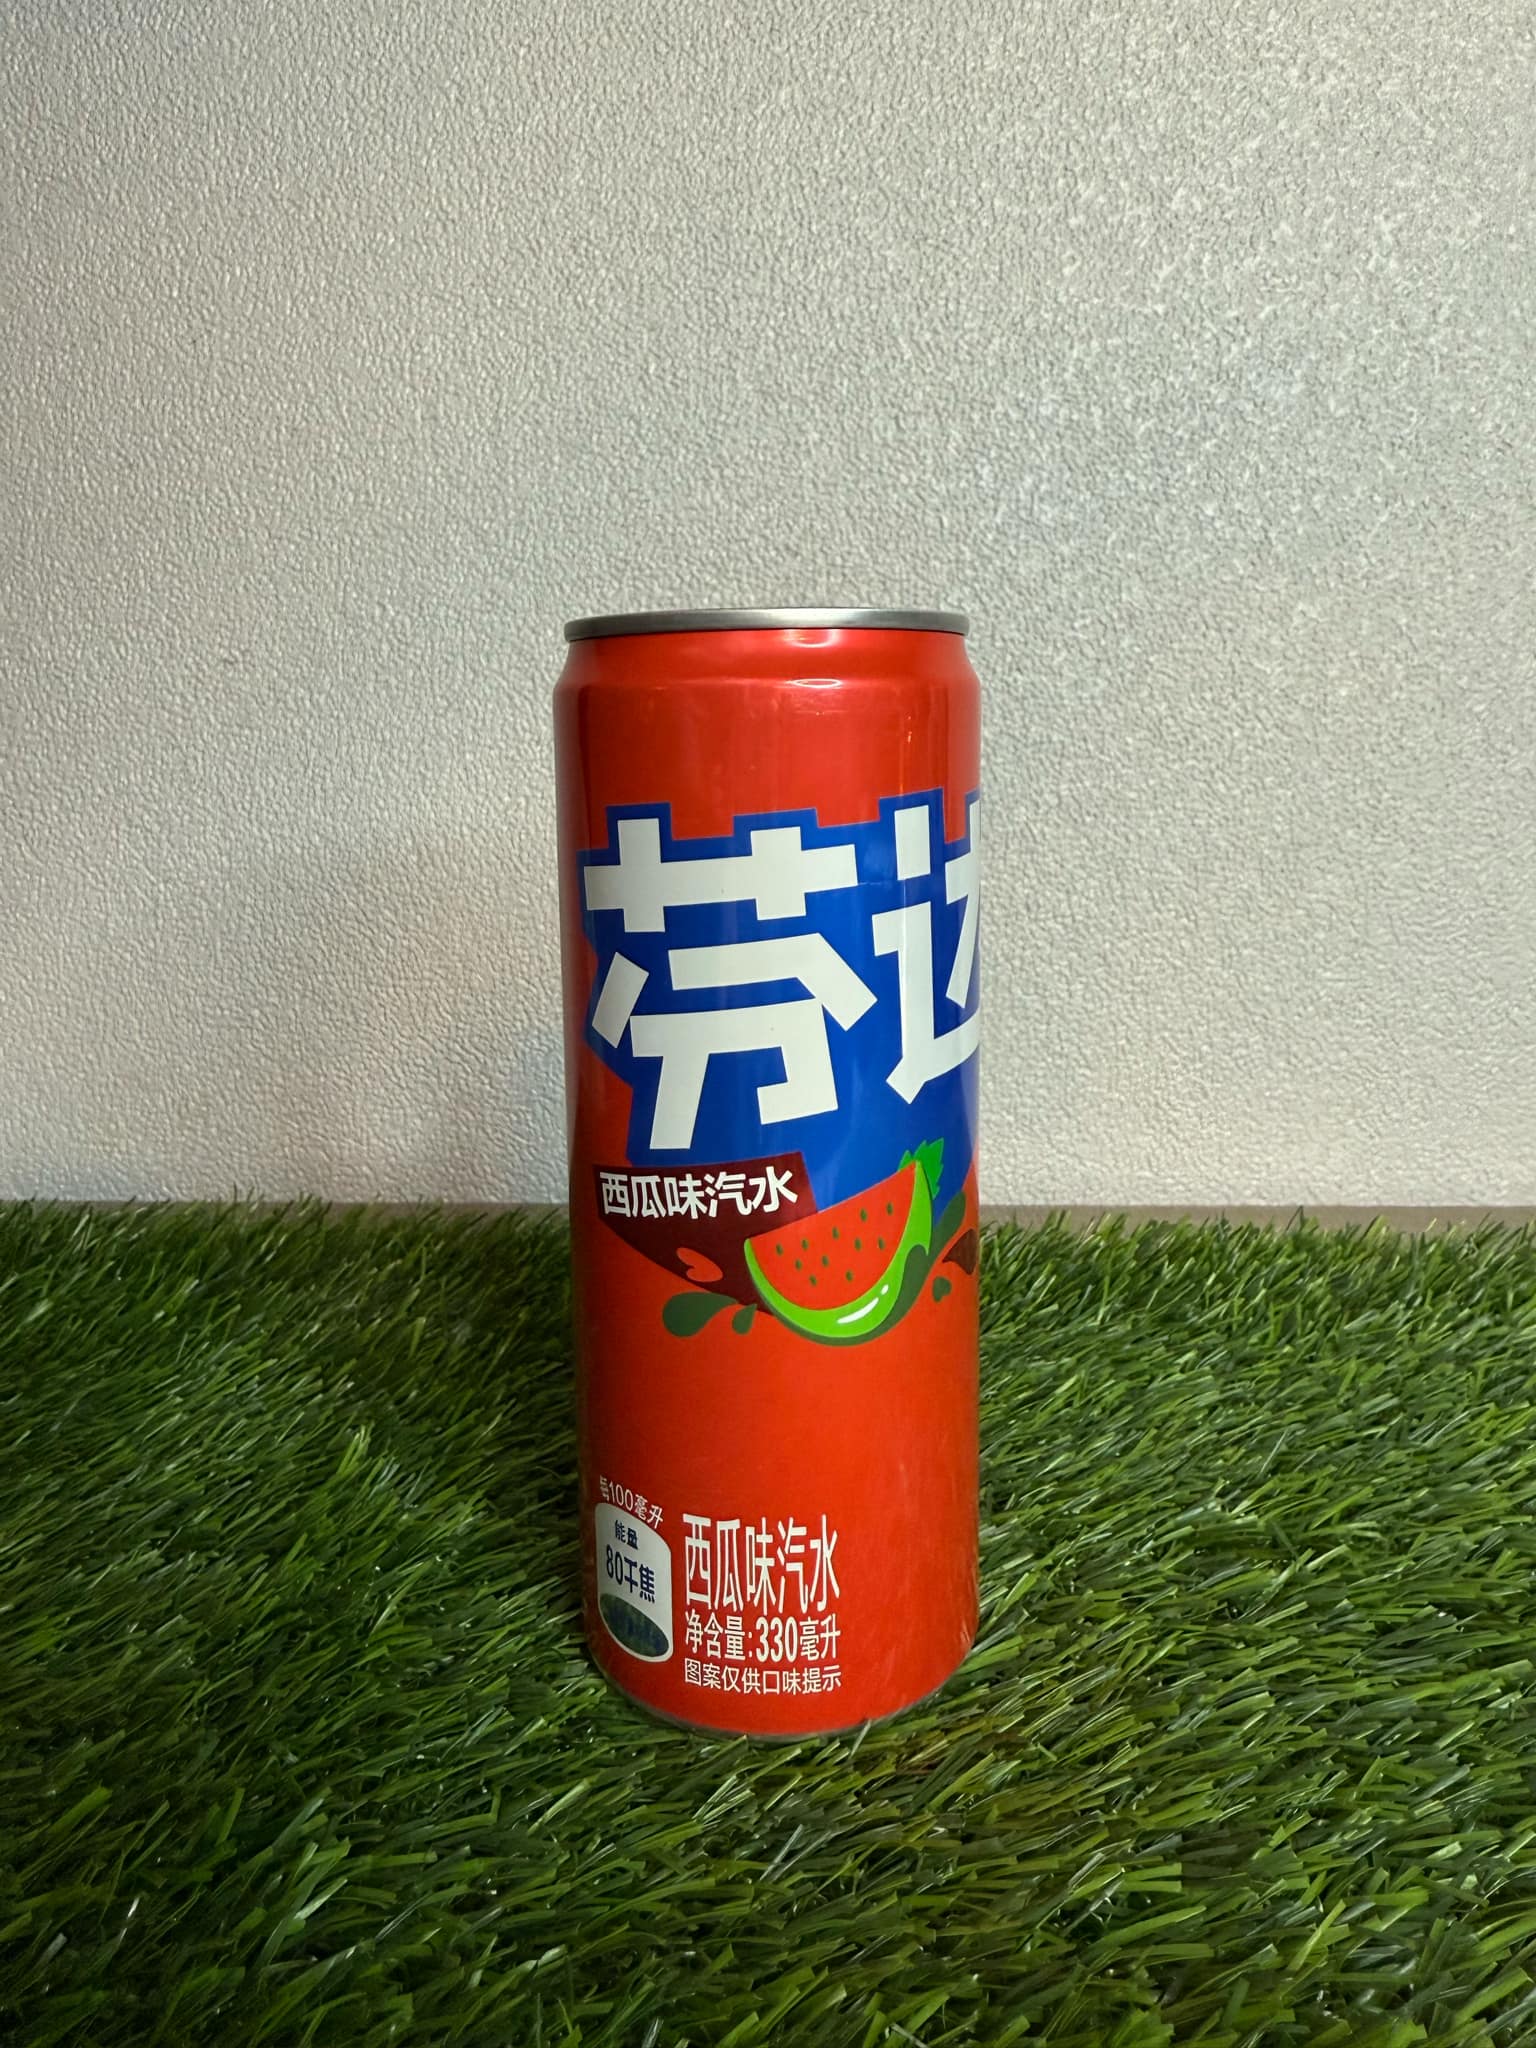 芬达
西瓜味汽水
每100毫升
能量
80千焦
西瓜味汽水
净含量:330毫升
图案仅供口味提示